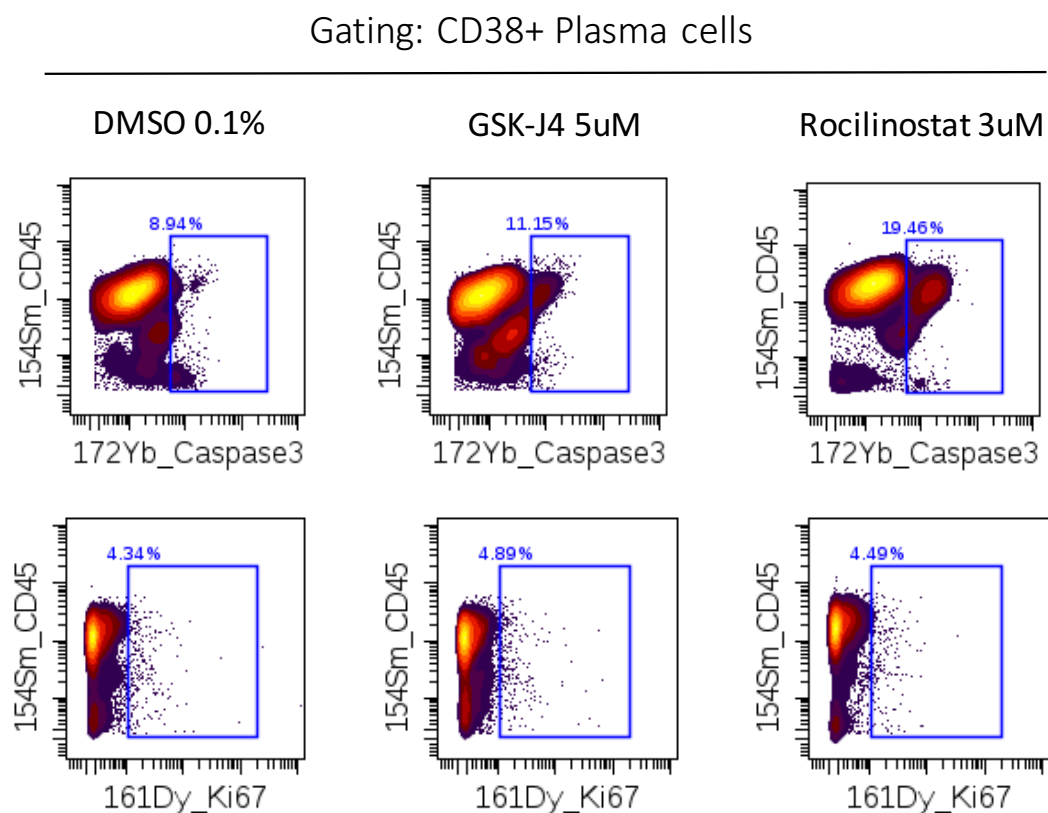 Gating: CD38+ Plasma cells
DMSO 0.1%
GSK-J4 5uM
Rocilinostat 3uM
8.94%
11.15%
19.46%
154Sm_CD45
154Sm_CD45
154Sm_CD45
172Yb_Caspase3
172Yb_Caspase3
172Yb_Caspase3
4.34%
4.89%
4.49%
154Sm_CD45
154Sm_CD45
154Sm_CD45
161Dy_Ki67
161Dy_Ki67
161Dy_Ki67